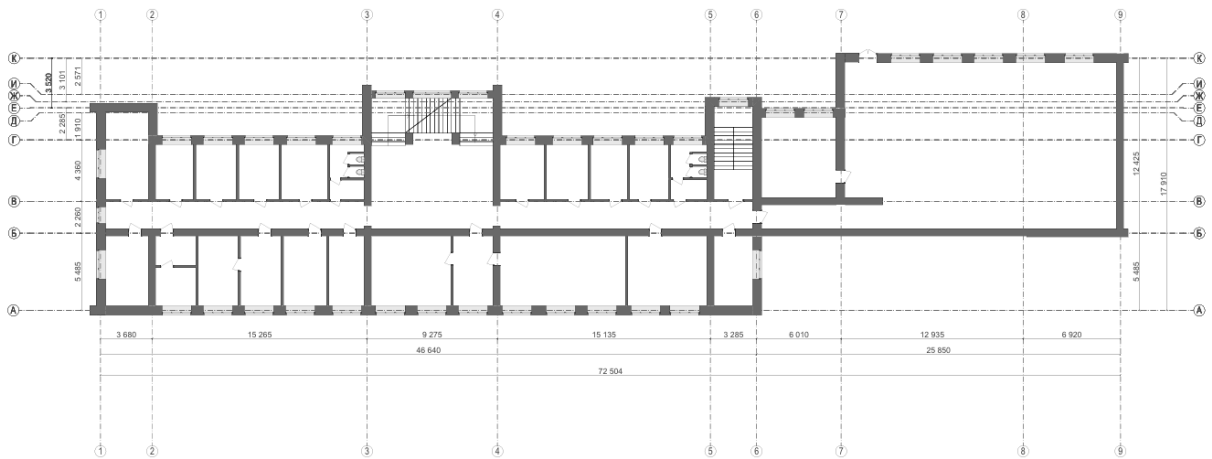 1 2 3 4 5 6 7 8 9
К К
И И
Ж Ж
Е Е
Д Д
Г Г
В В
Б Б
А А
3 520
3 101
2 571
2 285
1 910
4 360
2 260
5 485
12 425
17 910
5 485
3 680 15 265 9 275 15 135 3 285 6 010 12 935 6 920
46 640 25 850
72 504
1 2 3 4 5 6 7 8 9